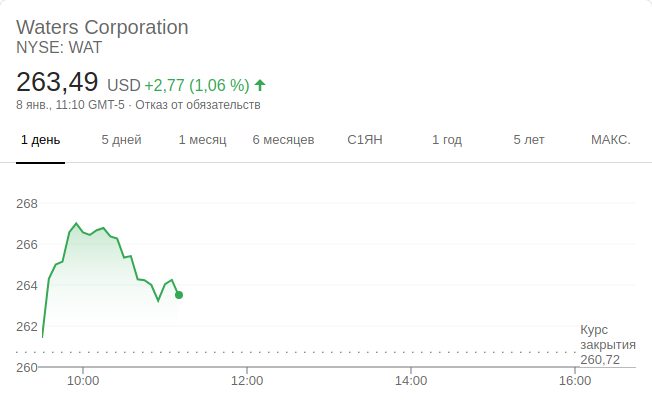 Waters Corporation
NYSE: WAT
263,49 USD +2,77 (1,06 %)
8 янв., 11:10 GMT-5 · Отказ от обязательств
1 день 5 дней 1 месяц 6 месяцев С1ЯН 1 год 5 лет МАКС.
268
266
264
262
260
Курс
закрытия
260,72
10:00 12:00 14:00 16:00